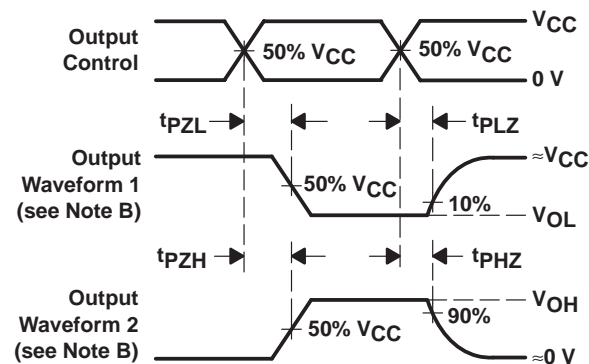 Output
Control
50% VCC
50% VCC
VCC
0 V
tPZL
tPLZ
Output
Waveform 1
(see Note B)
50% VCC
10%
≈VCC
VOL
tPZH
tPHZ
Output
Waveform 2
(see Note B)
50% VCC
90%
VOH
≈0 V